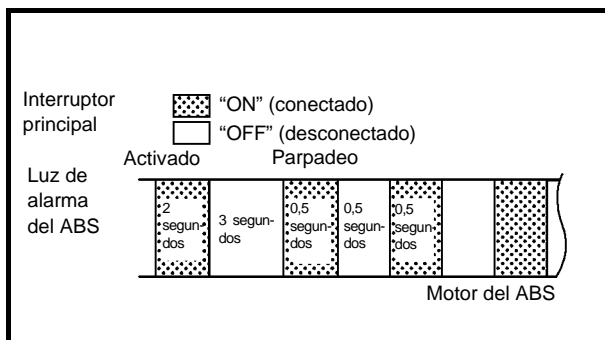 Interruptor
principal
“ON” (conectado)
“OFF” (desconectado)
Activado
Parpadeo
Luz de
alarma
del ABS
2
segun-
dos
3 segun-
dos
0,5
segun-
dos
0,5
segun-
dos
0,5
segun-
dos
Motor del ABS